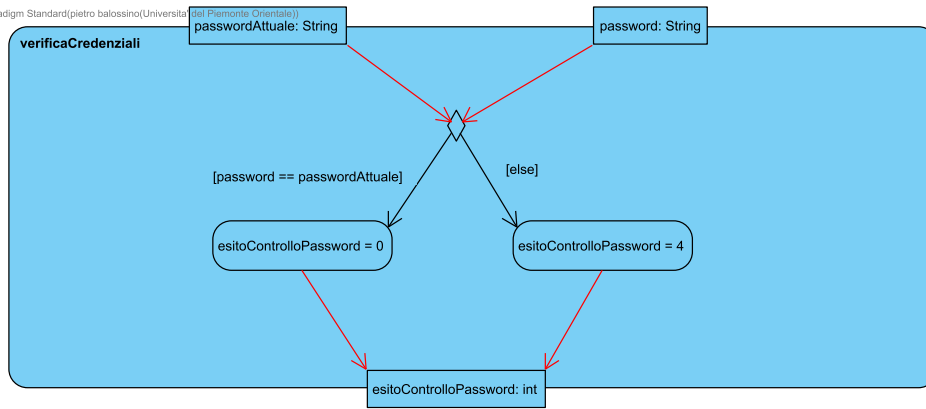 adigm Standard(pietro balossino(Universita' del Piemonte Orientale))
passwordAttuale: String
password: String
verificaCredenziali
[password == passwordAttuale]
[else]
esitoControlloPassword = 0
esitoControlloPassword = 4
esitoControlloPassword: int